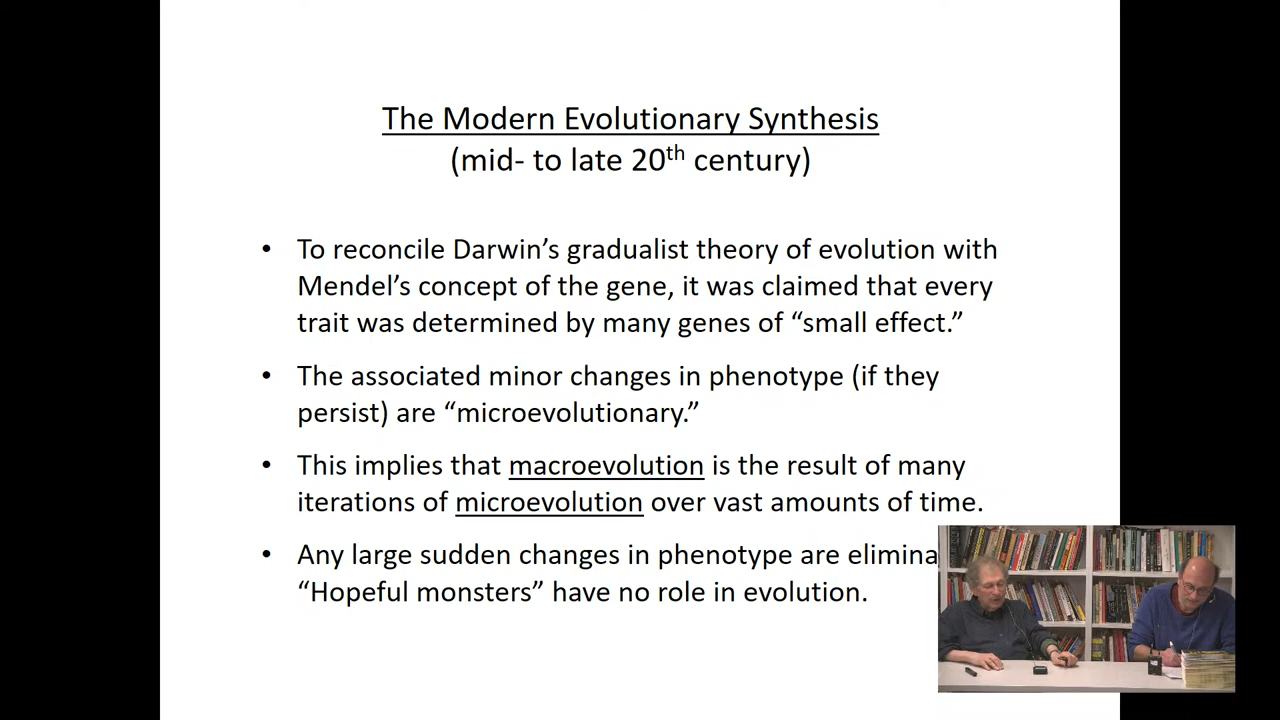 The Modern Evolutionary Synthesis
(mid- to late 20th century)
• To reconcile Darwin’s gradualist theory of evolution with
Mendel’s concept of the gene, it was claimed that every
trait was determined by many genes of “small effect.”
• The associated minor changes in phenotype (if they
persist) are “microevolutionary.”
• This implies that macroevolution is the result of many
iterations of microevolution over vast amounts of time.
• Any large sudden changes in phenotype are
“Hopeful monsters” have no role in evolution.